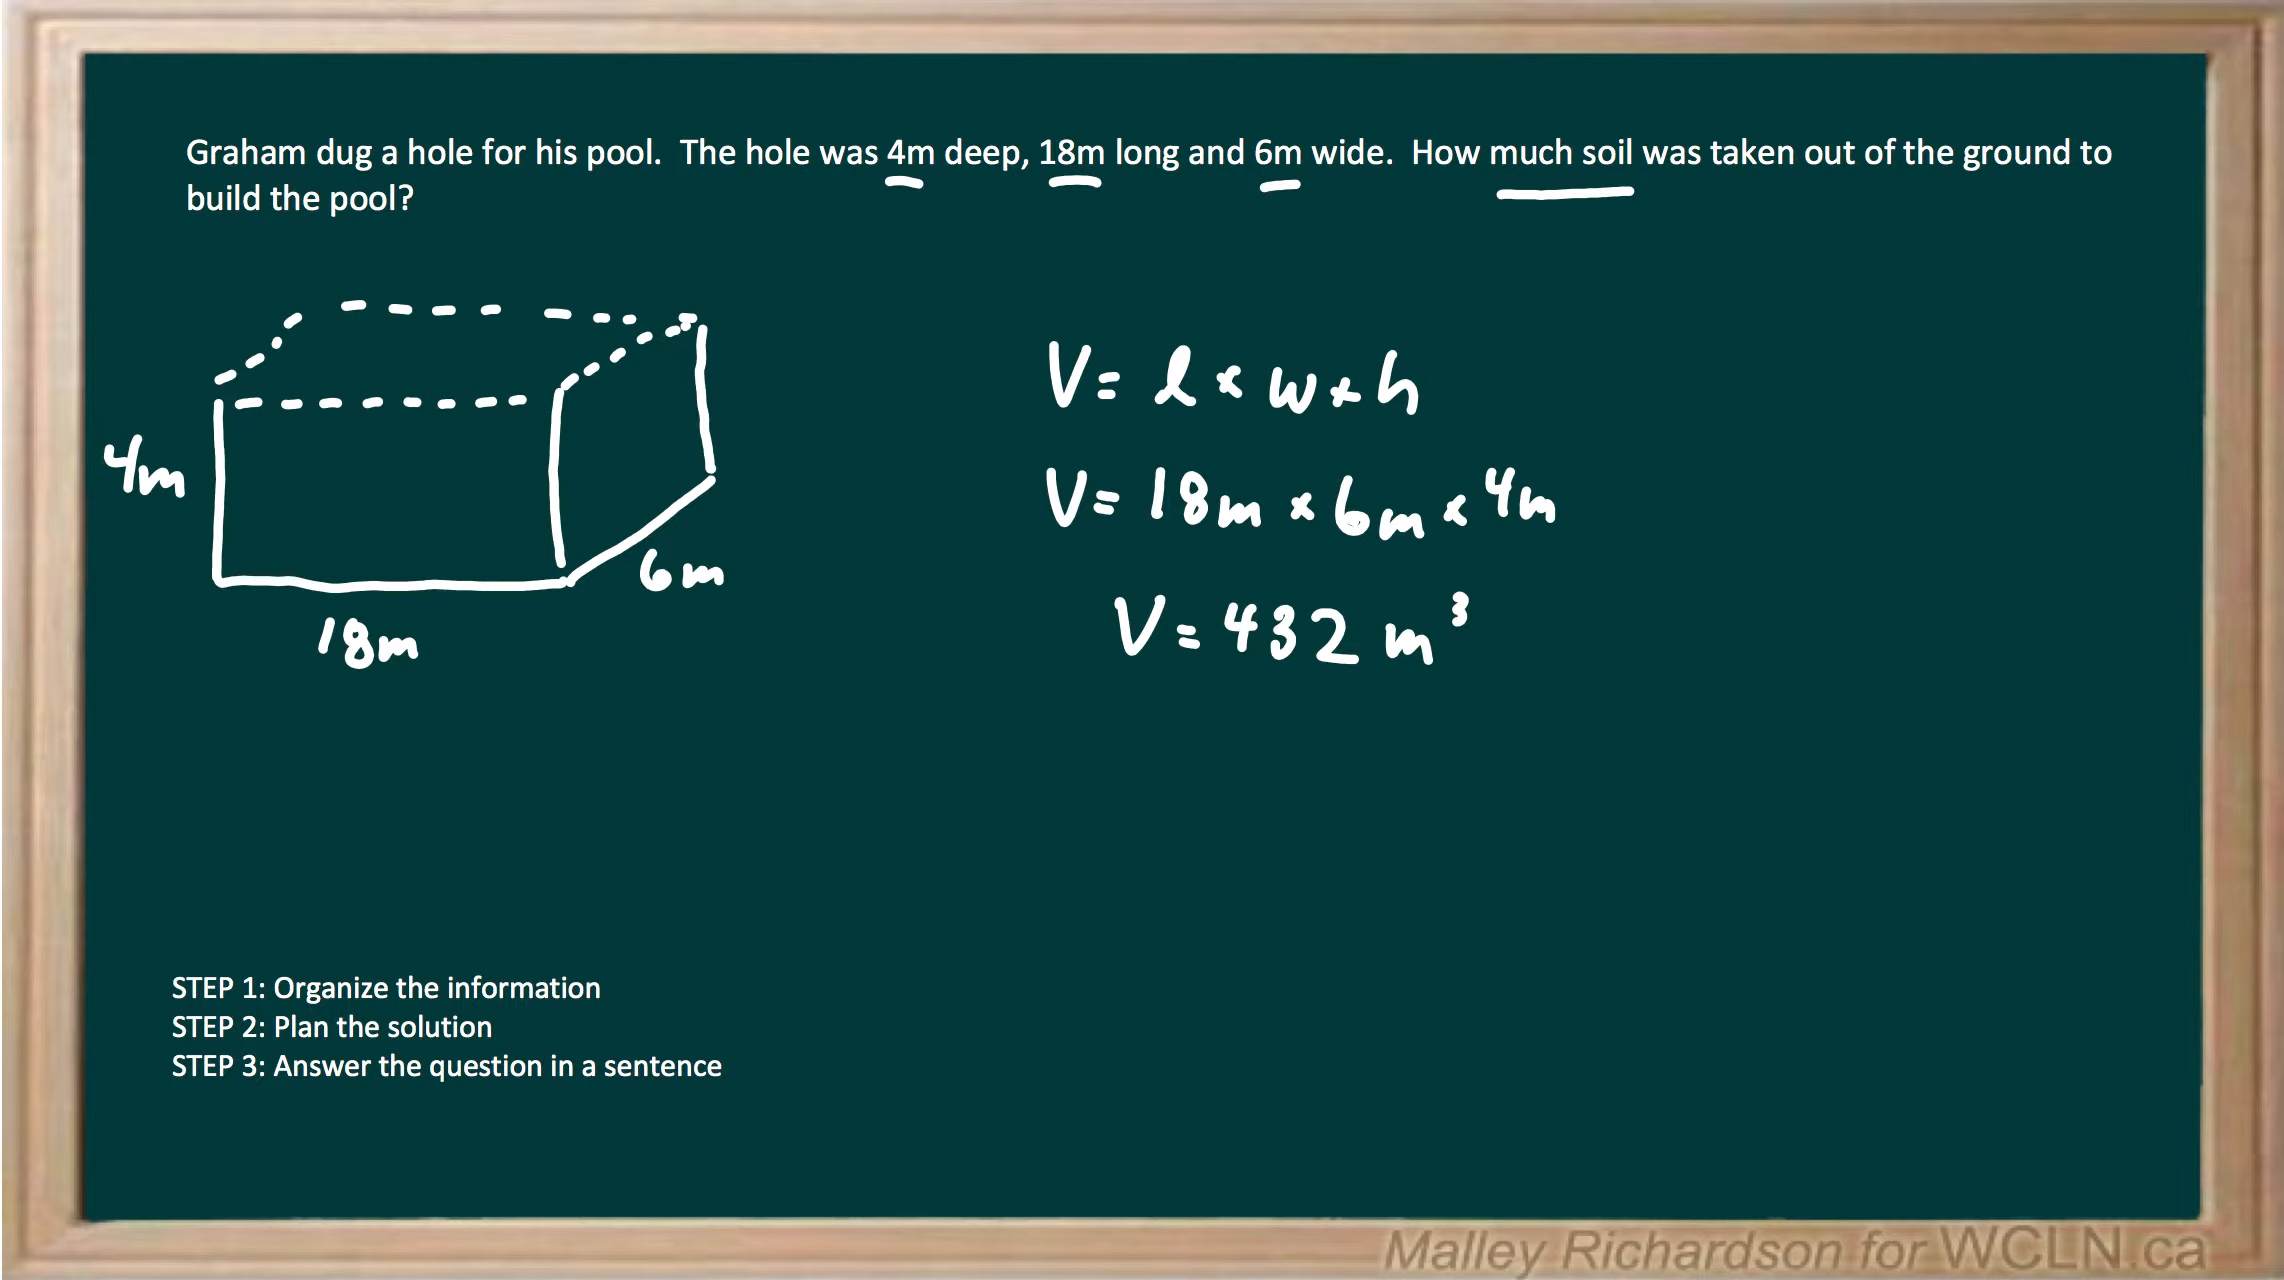 Graham dug a hole for his pool.  The hole was 4m deep, 18m long and 6m wide.  How much soil was taken out of the ground to
build the pool?
V= l × w × h
4m
V= 18m × 6m × 4m
6m
18m
V= 432 m³
STEP 1: Organize the information
STEP 2: Plan the solution
STEP 3: Answer the question in a sentence
Malley Richardson for WCLN.ca